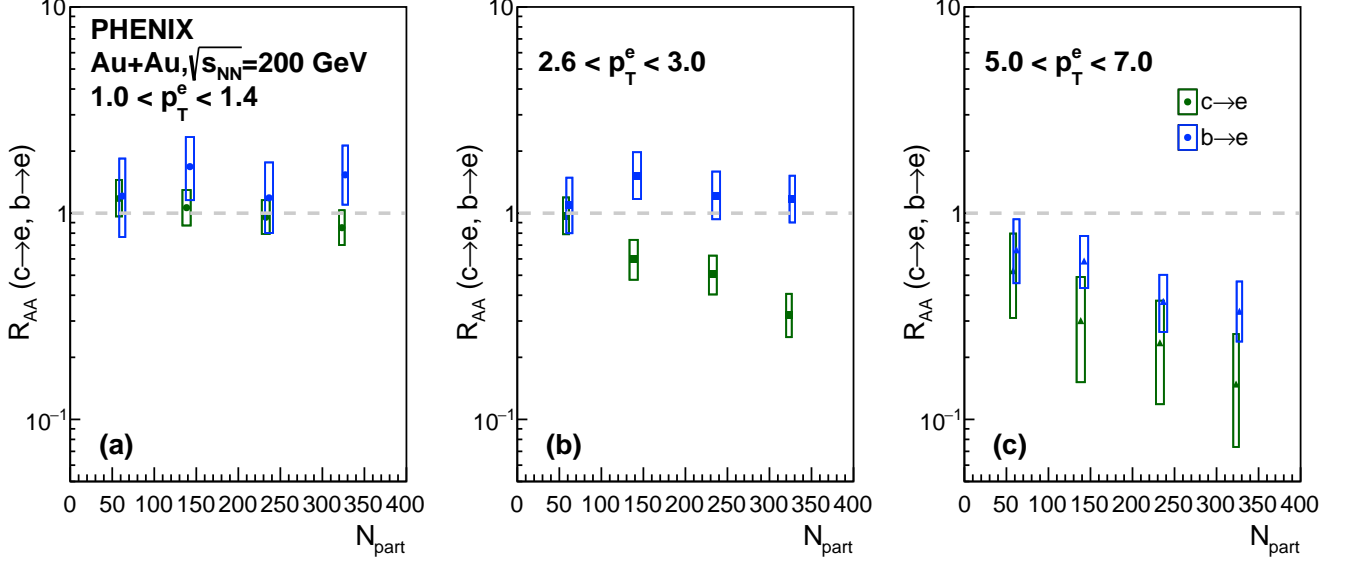 PHENIX
Au+Au,√s_NN=200 GeV
1.0 < p_T^e < 1.4
10
1
10^−1
R_AA (c→e, b→e)
(a)
0 50 100 150 200 250 300 350 400
N_part
2.6 < p_T^e < 3.0
10
1
10^−1
R_AA (c→e, b→e)
(b)
0 50 100 150 200 250 300 350 400
N_part
5.0 < p_T^e < 7.0
c→e
b→e
10
1
10^−1
R_AA (c→e, b→e)
(c)
0 50 100 150 200 250 300 350 400
N_part